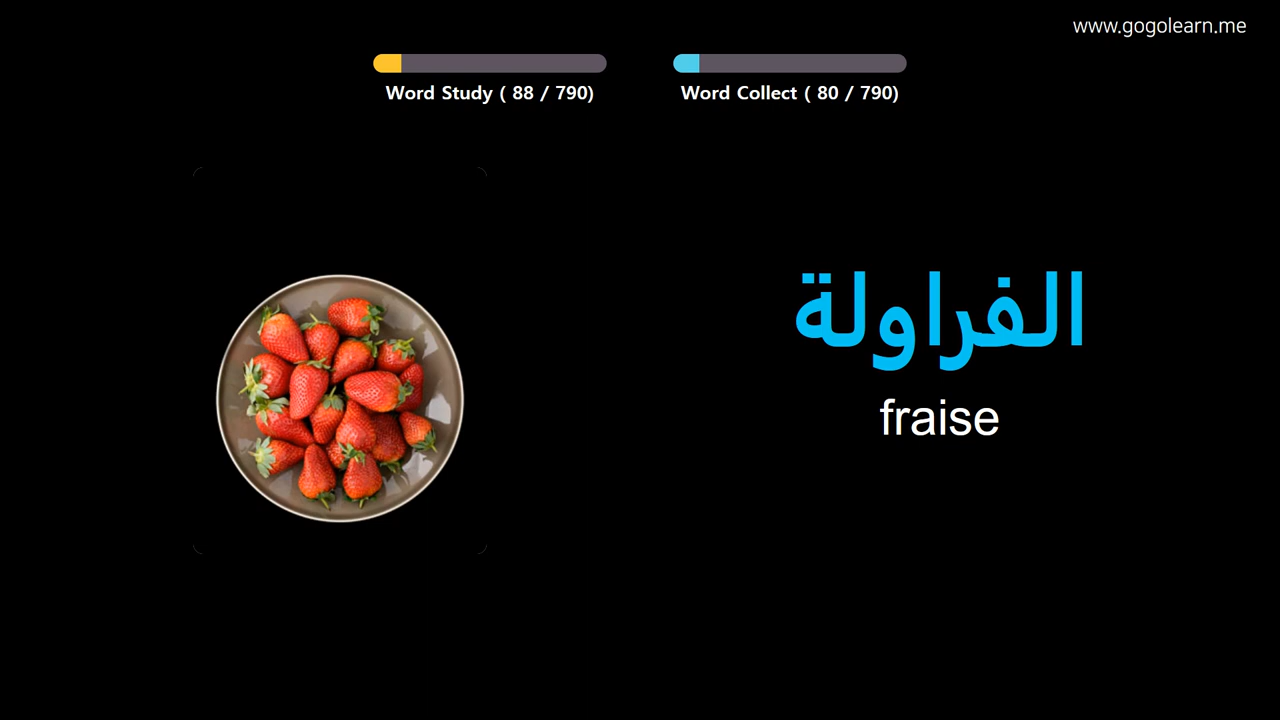 www.gogolearn.me
Word Study ( 88 / 790)
Word Collect ( 80 / 790)
الفراولة
fraise